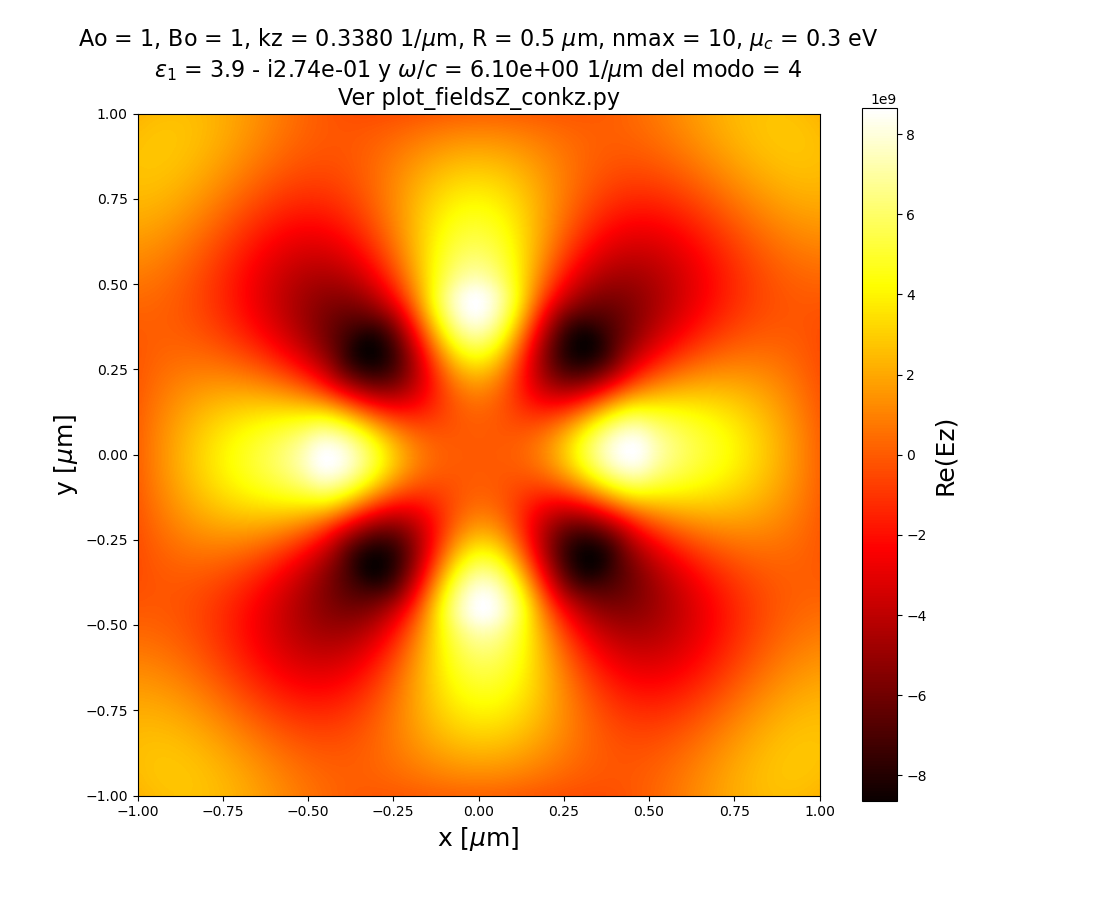 Ao = 1, Bo = 1, kz = 0.3380 1/μm, R = 0.5 μm, nmax = 10, μ_c = 0.3 eV
ε₁ = 3.9 - i2.74e-01 y ω/c = 6.10e+00 1/μm del modo = 4
Ver plot_fieldsZ_conkz.py
1e9
1.00
0.75
0.50
0.25
0.00
−0.25
−0.50
−0.75
−1.00
y [μm]
−1.00 −0.75 −0.50 −0.25 0.00 0.25 0.50 0.75 1.00
x [μm]
8
6
4
2
0
−2
−4
−6
−8
Re(Ez)